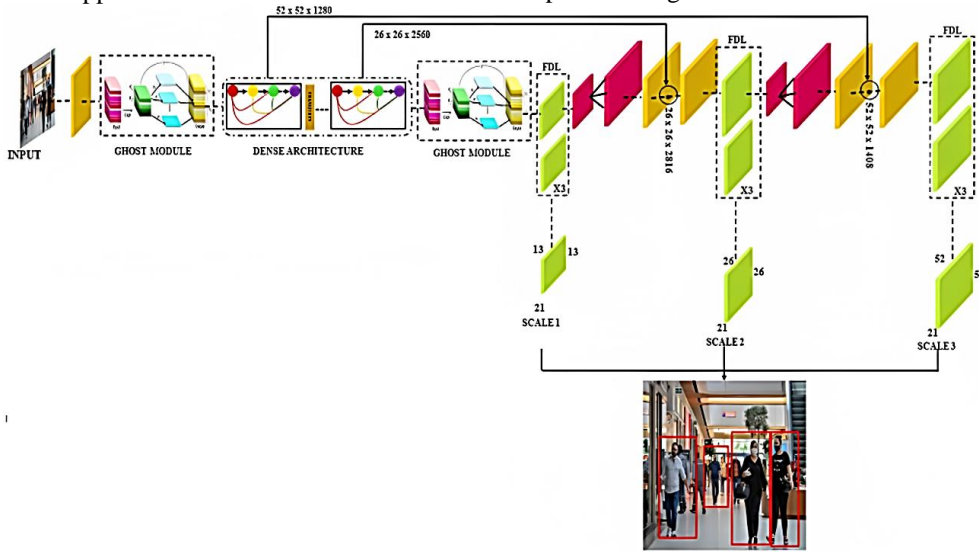 52 x 52 x 1280
26 x 26 x 2560
FDL
FDL
FDL
26 x 26 x 2816
52 x 52 x 1408
INPUT
GHOST MODULE
DENSE ARCHITECTURE
GHOST MODULE
X3
X3
X3
13
13
26
26
52
5
21
SCALE 1
21
SCALE 2
21
SCALE 3